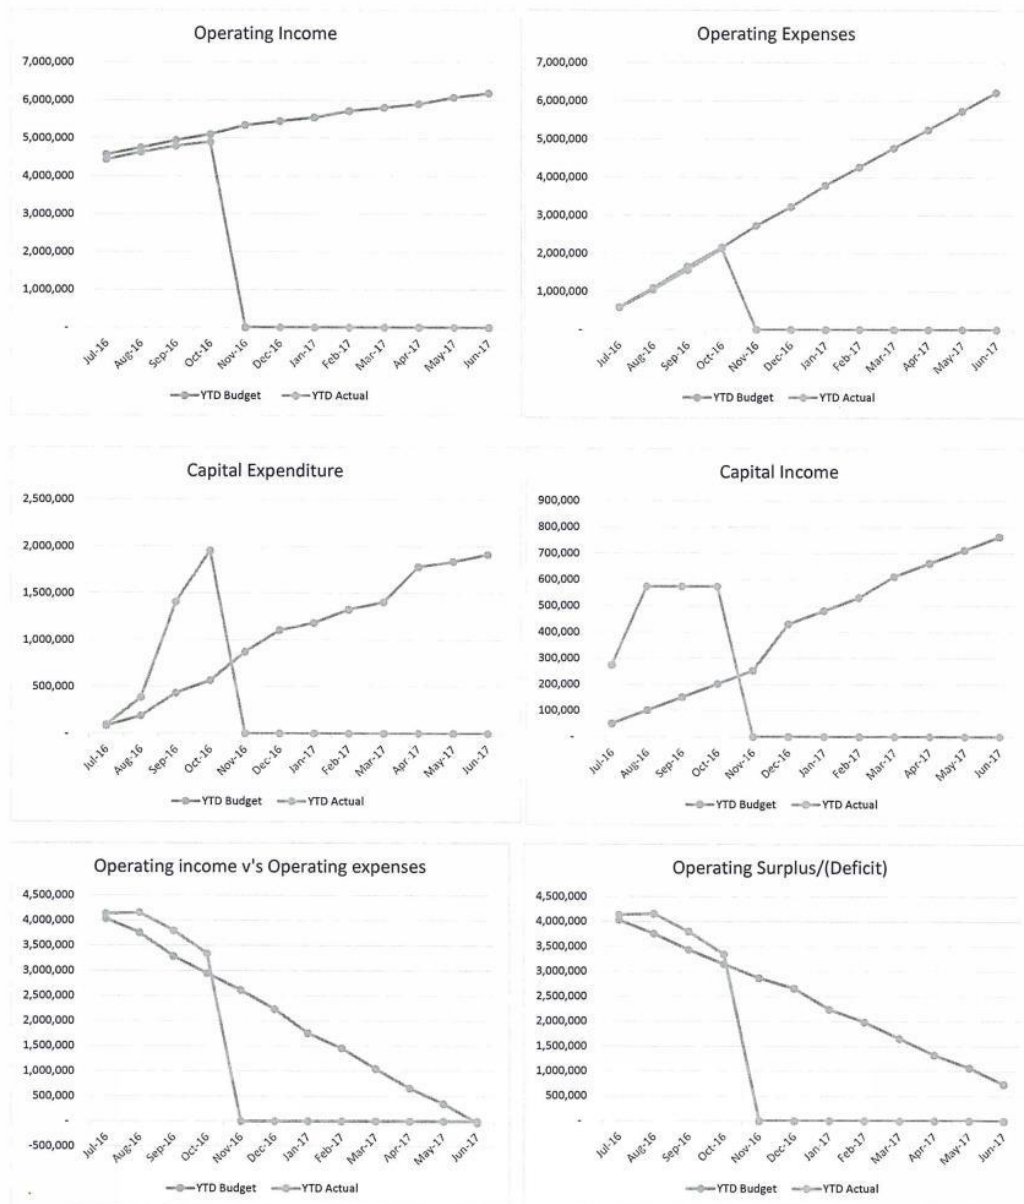 Operating Income
7,000,000
6,000,000
5,000,000
4,000,000
3,000,000
2,000,000
1,000,000
-
Jul-16 Aug-16 Sep-16 Oct-16 Nov-16 Dec-16 Jan-17 Feb-17 Mar-17 Apr-17 May-17 Jun-17
YTD Budget YTD Actual
Operating Expenses
7,000,000
6,000,000
5,000,000
4,000,000
3,000,000
2,000,000
1,000,000
-
Jul-16 Aug-16 Sep-16 Oct-16 Nov-16 Dec-16 Jan-17 Feb-17 Mar-17 Apr-17 May-17 Jun-17
YTD Budget YTD Actual
Capital Expenditure
2,500,000
2,000,000
1,500,000
1,000,000
500,000
-
Jul-16 Aug-16 Sep-16 Oct-16 Nov-16 Dec-16 Jan-17 Feb-17 Mar-17 Apr-17 May-17 Jun-17
YTD Budget YTD Actual
Capital Income
900,000
800,000
700,000
600,000
500,000
400,000
300,000
200,000
100,000
-
Jul-16 Aug-16 Sep-16 Oct-16 Nov-16 Dec-16 Jan-17 Feb-17 Mar-17 Apr-17 May-17 Jun-17
YTD Budget YTD Actual
Operating income v's Operating expenses
4,500,000
4,000,000
3,500,000
3,000,000
2,500,000
2,000,000
1,500,000
1,000,000
500,000
-
-500,000
Jul-16 Aug-16 Sep-16 Oct-16 Nov-16 Dec-16 Jan-17 Feb-17 Mar-17 Apr-17 May-17 Jun-17
YTD Budget YTD Actual
Operating Surplus/(Deficit)
4,500,000
4,000,000
3,500,000
3,000,000
2,500,000
2,000,000
1,500,000
1,000,000
500,000
-
Jul-16 Aug-16 Sep-16 Oct-16 Nov-16 Dec-16 Jan-17 Feb-17 Mar-17 Apr-17 May-17 Jun-17
YTD Budget YTD Actual